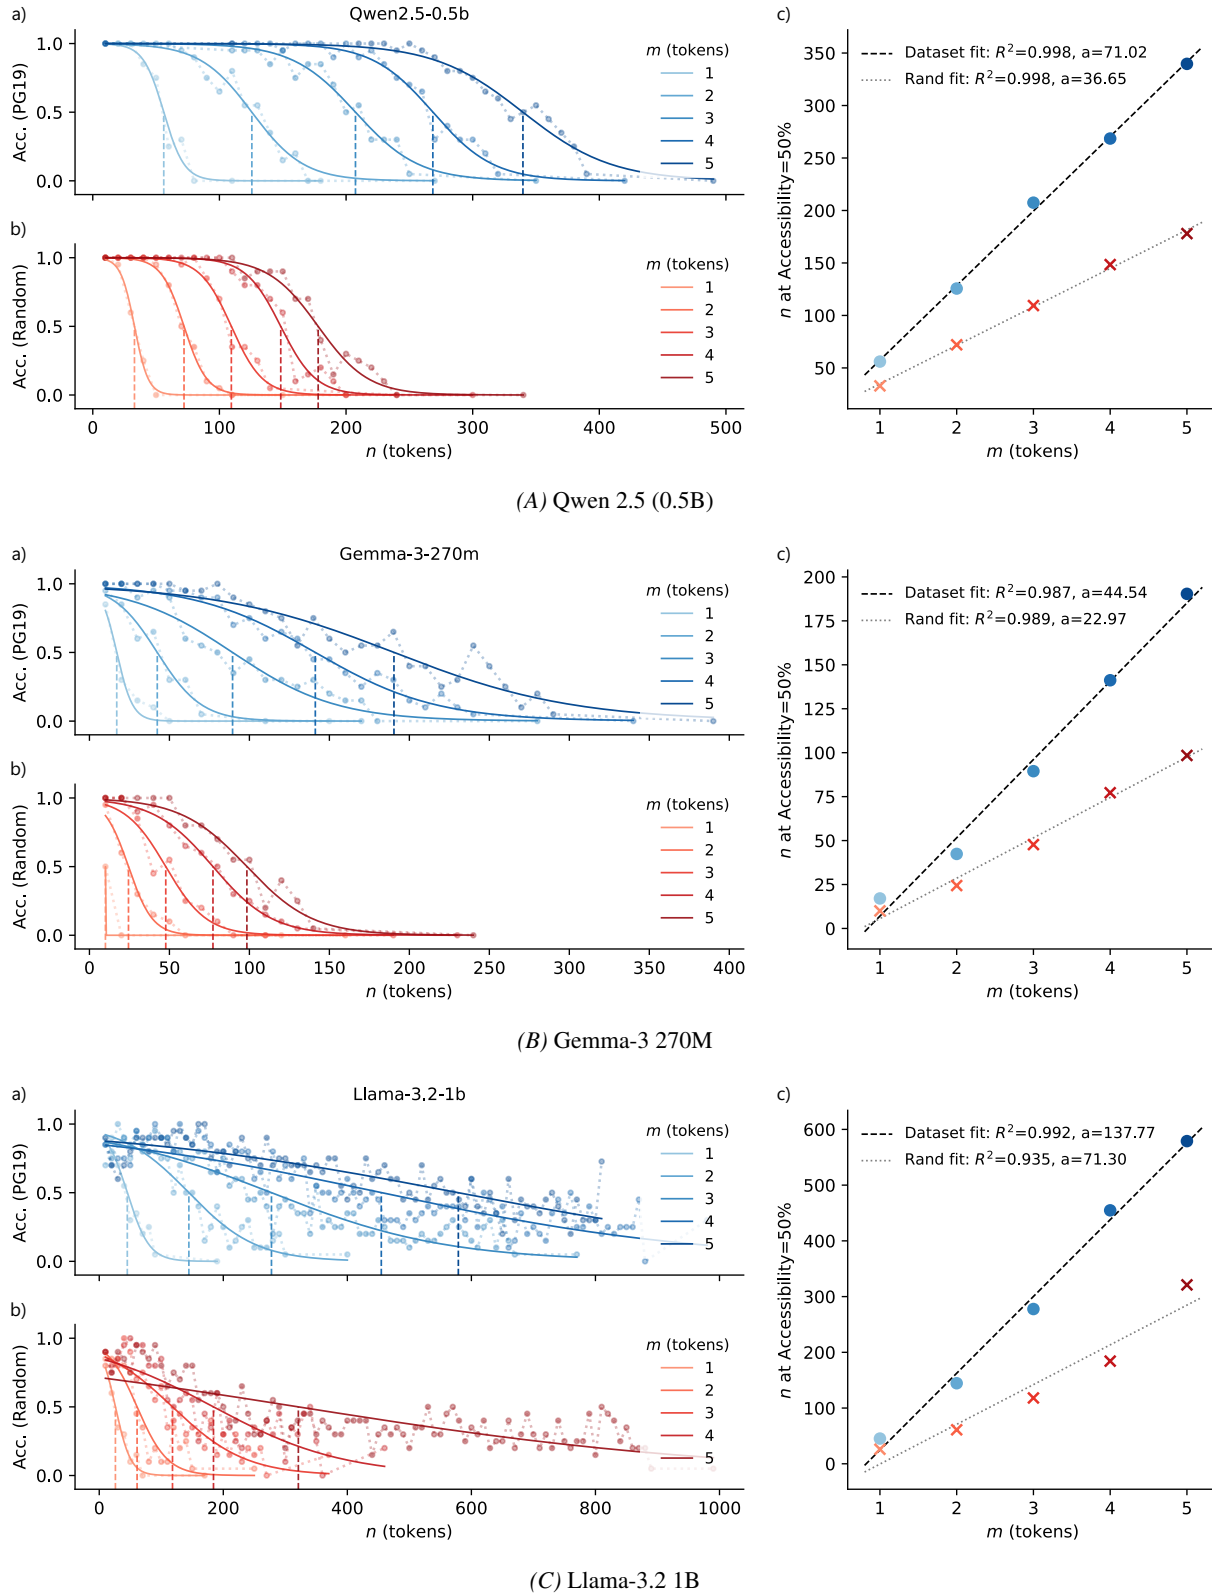 a)
Qwen2.5-0.5b
Acc. (PG19)
1.0
0.5
0.0
m (tokens)
1
2
3
4
5
b)
Acc. (Random)
1.0
0.5
0.0
m (tokens)
1
2
3
4
5
0 100 200 300 400 500
n (tokens)
c)
n at Accessibility=50%
350
300
250
200
150
100
50
Dataset fit: R²=0.998, a=71.02
Rand fit: R²=0.998, a=36.65
1 2 3 4 5
m (tokens)
(A) Qwen 2.5 (0.5B)
a)
Gemma-3-270m
Acc. (PG19)
1.0
0.5
0.0
m (tokens)
1
2
3
4
5
b)
Acc. (Random)
1.0
0.5
0.0
m (tokens)
1
2
3
4
5
0 50 100 150 200 250 300 350 400
n (tokens)
c)
n at Accessibility=50%
200
175
150
125
100
75
50
25
0
Dataset fit: R²=0.987, a=44.54
Rand fit: R²=0.989, a=22.97
1 2 3 4 5
m (tokens)
(B) Gemma-3 270M
a)
Llama-3.2-1b
Acc. (PG19)
1.0
0.5
0.0
m (tokens)
1
2
3
4
5
b)
Acc. (Random)
1.0
0.5
0.0
m (tokens)
1
2
3
4
5
0 200 400 600 800 1000
n (tokens)
c)
n at Accessibility=50%
600
500
400
300
200
100
0
Dataset fit: R²=0.992, a=137.77
Rand fit: R²=0.935, a=71.30
1 2 3 4 5
m (tokens)
(C) Llama-3.2 1B